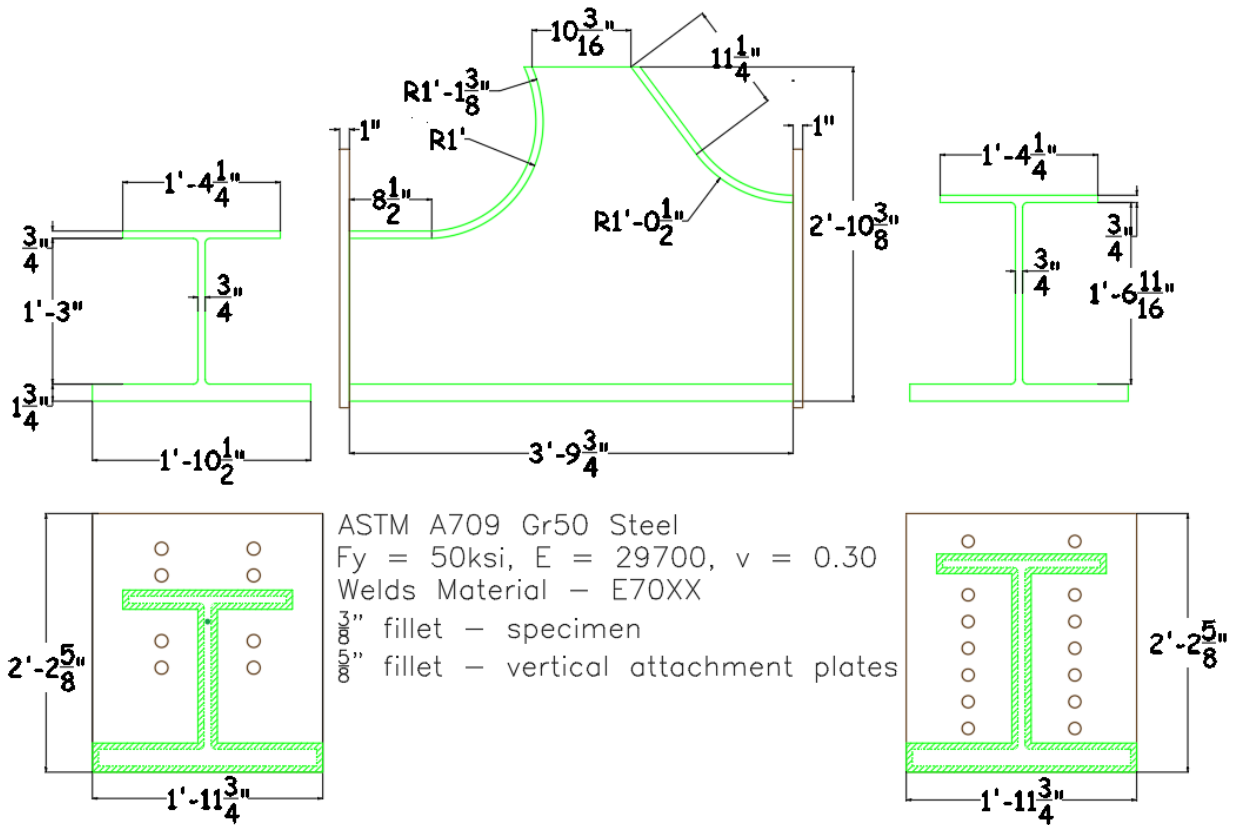 10 3/16"
11 1/4"
R1'-1 3/8"
R1'
1"
1"
1'-4 1/4"
1'-4 1/4"
8 1/2"
R1'-0 1/2"
2'-10 3/8"
3/4"
3/4"
3/4"
3/4"
1'-3"
1'-6 11/16"
1 3/4"
1'-10 1/2"
3'-9 3/4"
ASTM A709 Gr50 Steel
Fy = 50ksi, E = 29700, v = 0.30
Welds Material – E70XX
3/8" fillet – specimen
5/8" fillet – vertical attachment plates
2'-2 5/8"
2'-2 5/8"
1'-11 3/4"
1'-11 3/4"